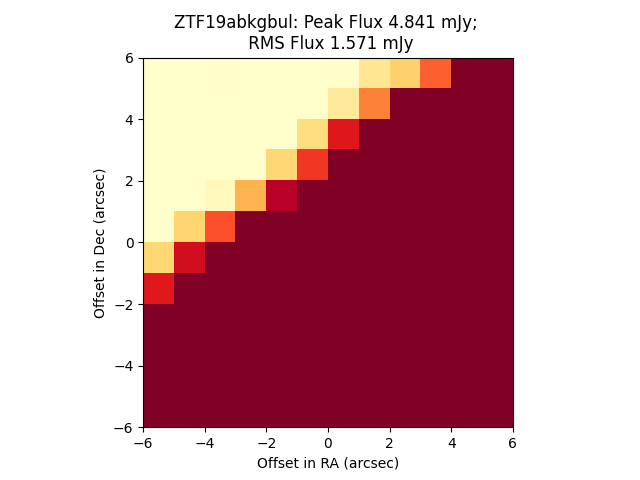 ZTF19abkgbul: Peak Flux 4.841 mJy;
RMS Flux 1.571 mJy
6
4
2
0
−2
−4
−6
Offset in Dec (arcsec)
−6 −4 −2 0 2 4 6
Offset in RA (arcsec)